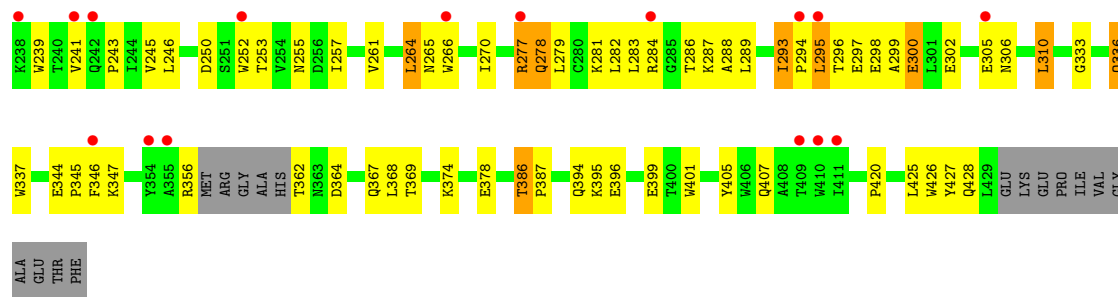 K238 W239 T240 V241 Q242 P243 I244 V245 L246 D250 S251 W252 T253 V254 N255 D256 I257 V261 L264 N265 W266 I270 R277 Q278 L279 C280 K281 L282 L283 R284 G285 T286 K287 A288 L289 I293 P294 L295 T296 E297 E298 A299 E300 L301 E302 E305 N306 L310 G333
W337 E344 P345 F346 K347 Y354 A355 R356 MET ARG GLY ALA HIS T362 N363 D364 Q367 L368 T369 K374 E378 T386 P387 Q394 K395 E396 E399 T400 W401 Y405 W406 Q407 A408 T409 W410 I411 P420 L425 W426 Y427 Q428 L429 GLU LYS GLU PRO ILE VAL
ALA GLU THR PHE